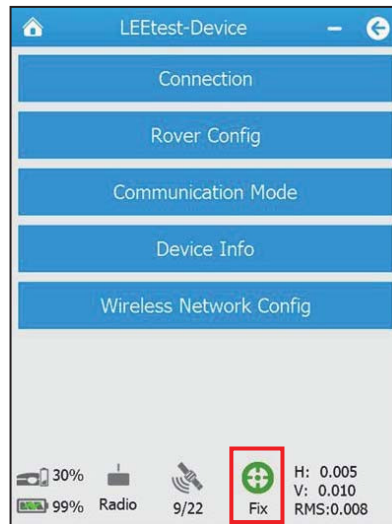 LEEtest-Device
Connection
Rover Config
Communication Mode
Device Info
Wireless Network Config
30%
99%
Radio
9/22
Fix
H: 0.005
V: 0.010
RMS:0.008